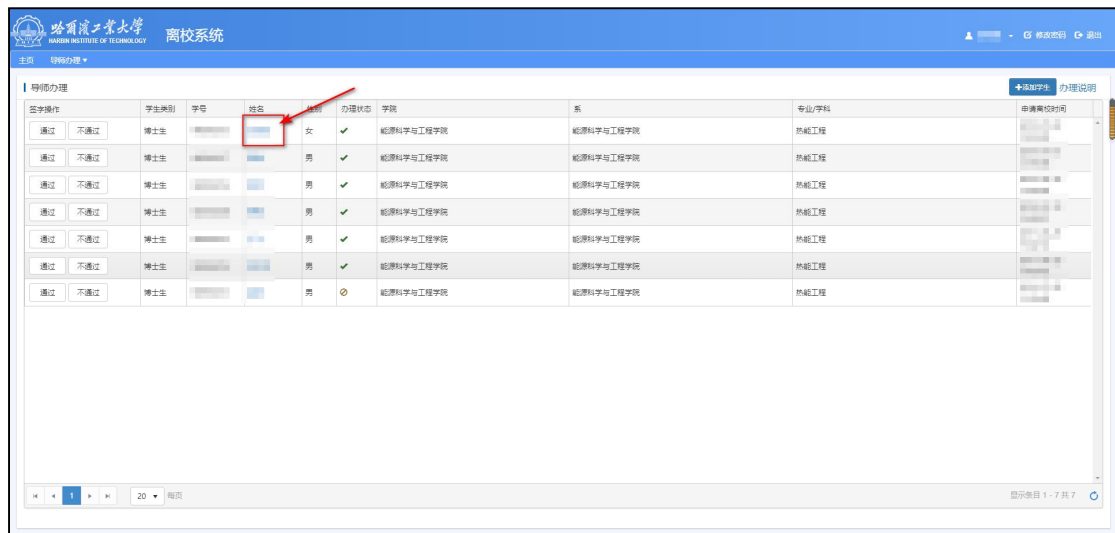 哈尔滨工业大学
HARBIN INSTITUTE OF TECHNOLOGY
离校系统
修改密码 退出
主页 导师办理
导师办理
添加学生 办理说明
签字操作 学生类别 学号 姓名 性别 办理状态 学院 系 专业/学科 申请离校时间
通过 不通过 博士生 女 能源科学与工程学院 能源科学与工程学院 热能工程
通过 不通过 博士生 男 能源科学与工程学院 能源科学与工程学院 热能工程
通过 不通过 博士生 男 能源科学与工程学院 能源科学与工程学院 热能工程
通过 不通过 博士生 男 能源科学与工程学院 能源科学与工程学院 热能工程
通过 不通过 博士生 男 能源科学与工程学院 能源科学与工程学院 热能工程
通过 不通过 博士生 男 能源科学与工程学院 能源科学与工程学院 热能工程
通过 不通过 博士生 男 能源科学与工程学院 能源科学与工程学院 热能工程
1 20 每页 显示条目 1 - 7 共 7